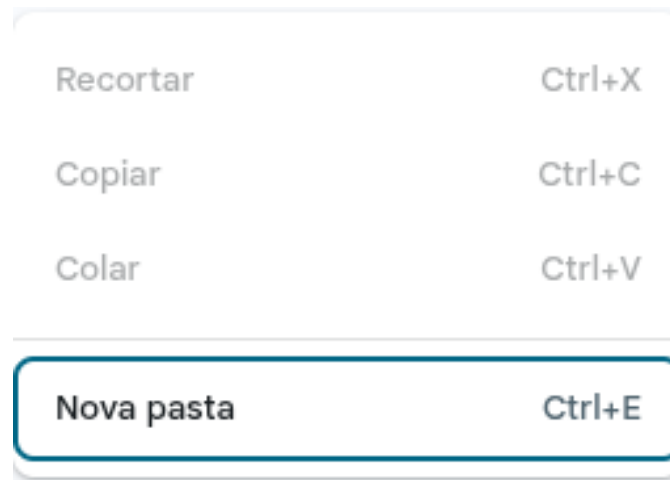 Recortar Ctrl+X
Copiar Ctrl+C
Colar Ctrl+V
Nova pasta Ctrl+E